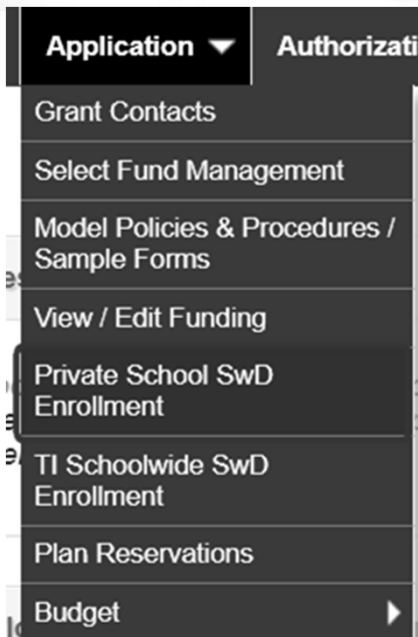 Application Authorizati
Grant Contacts
Select Fund Management
Model Policies & Procedures /
Sample Forms
View / Edit Funding
Private School SwD
Enrollment
TI Schoolwide SwD
Enrollment
Plan Reservations
Budget